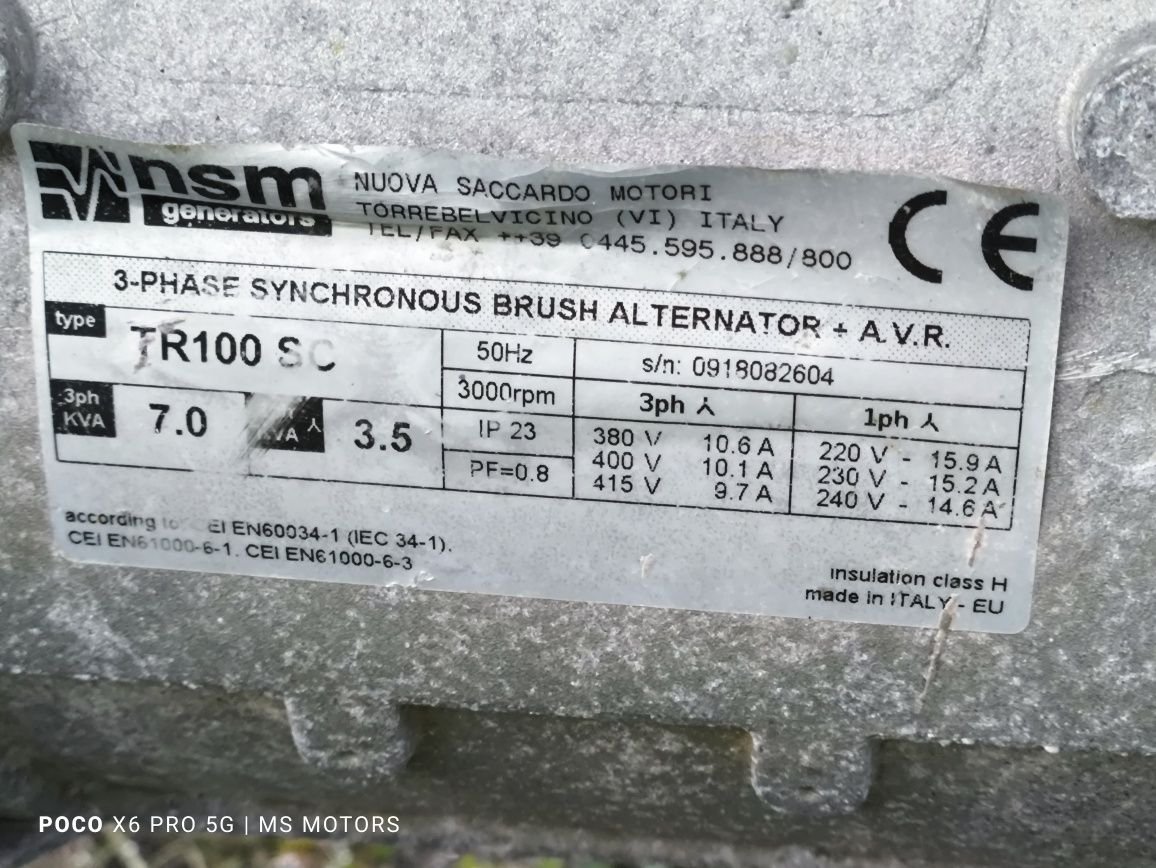 nsm
generators
NUOVA SACCARDO MOTORI
TORREBELVICINO (VI) ITALY
TEL/FAX ++39 0445.595.888/800
CE
3-PHASE SYNCHRONOUS BRUSH ALTERNATOR + A.V.R.
type
TR100 SC
50Hz
s/n: 0918082604
3ph
KVA
7.0
3.5
3000rpm
IP 23
PF=0.8
3ph
380 V 10.6 A
400 V 10.1 A
415 V 9.7 A
1ph
220 V - 15.9 A
230 V - 15.2 A
240 V - 14.6 A
according to CEI EN60034-1 (IEC 34-1).
CEI EN61000-6-1. CEI EN61000-6-3
insulation class H
made in ITALY - EU
POCO X6 PRO 5G | MS MOTORS